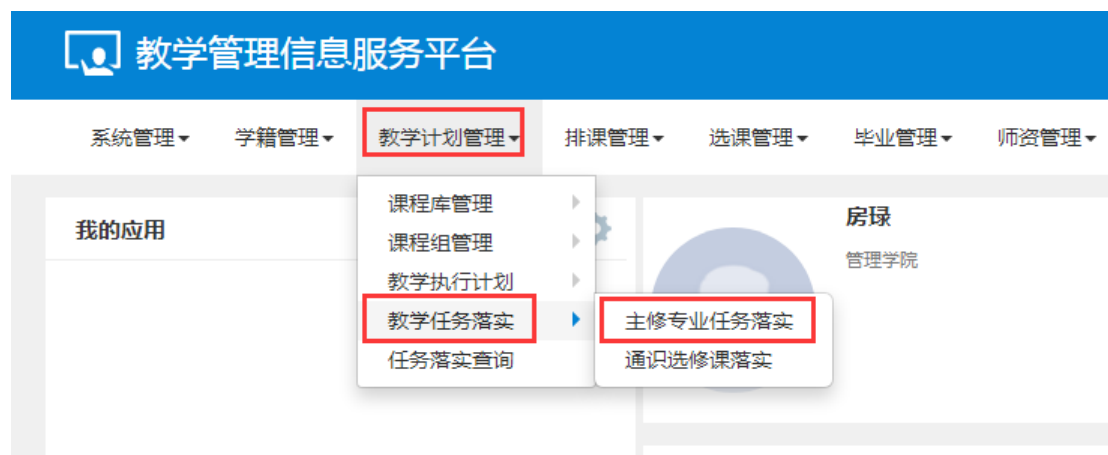 教学管理信息服务平台
系统管理 学籍管理 教学计划管理 排课管理 选课管理 毕业管理 师资管理
课程库管理
课程组管理
教学执行计划
教学任务落实
任务落实查询
主修专业任务落实
通识选修课落实
我的应用
房琭
管理学院